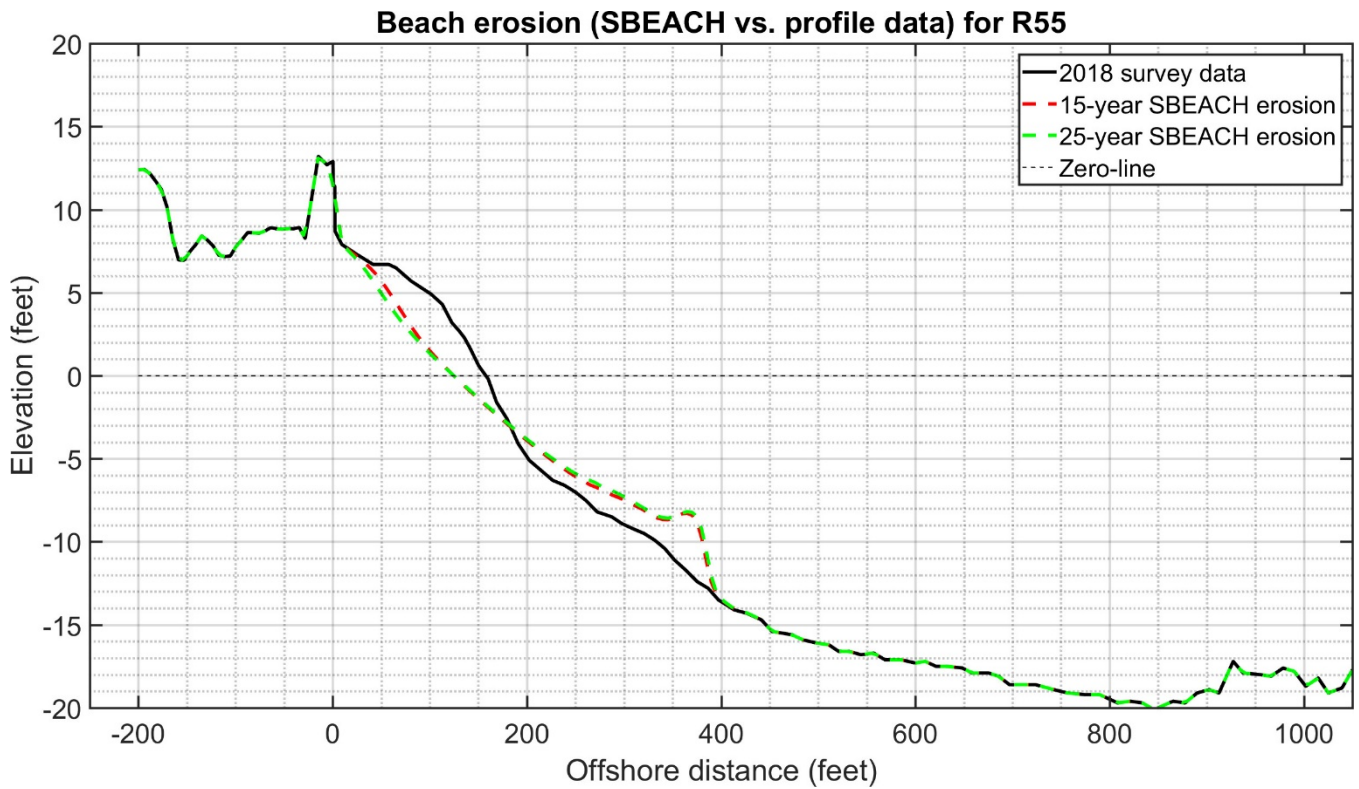 Beach erosion (SBEACH vs. profile data) for R55
20
15
10
5
0
-5
-10
-15
-20
Elevation (feet)
2018 survey data
15-year SBEACH erosion
25-year SBEACH erosion
Zero-line
-200 0 200 400 600 800 1000
Offshore distance (feet)